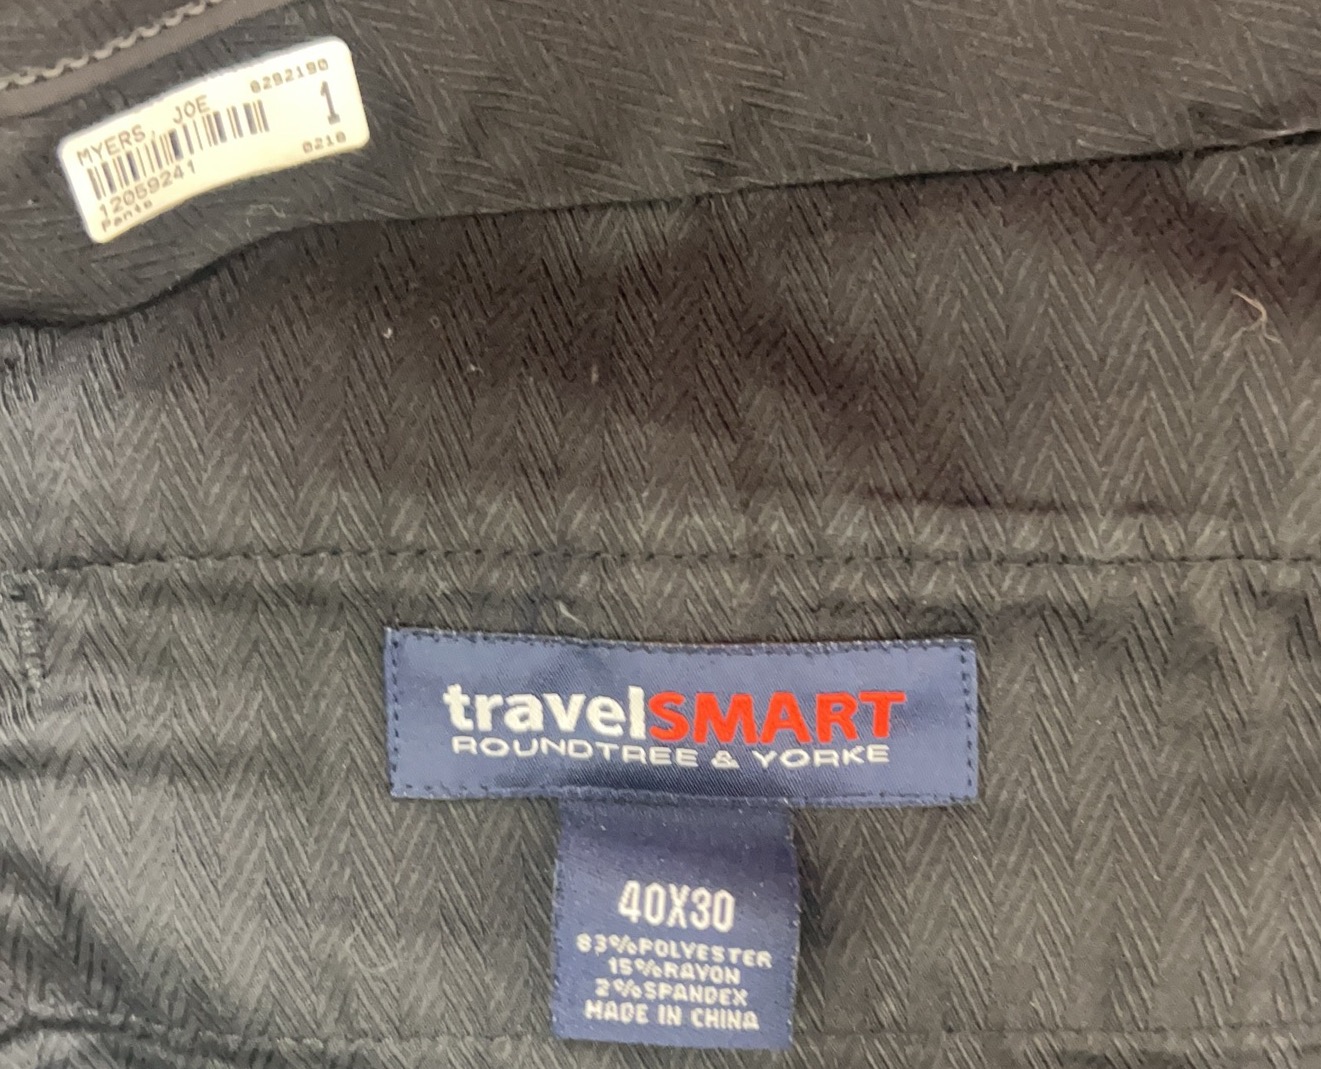 MYERS, JOE 0292190
1
12059241 0210
Pants
travelSMART
ROUNDTREE & YORKE
40X30
83%POLYESTER
15%RAYON
2%SPANDEX
MADE IN CHINA